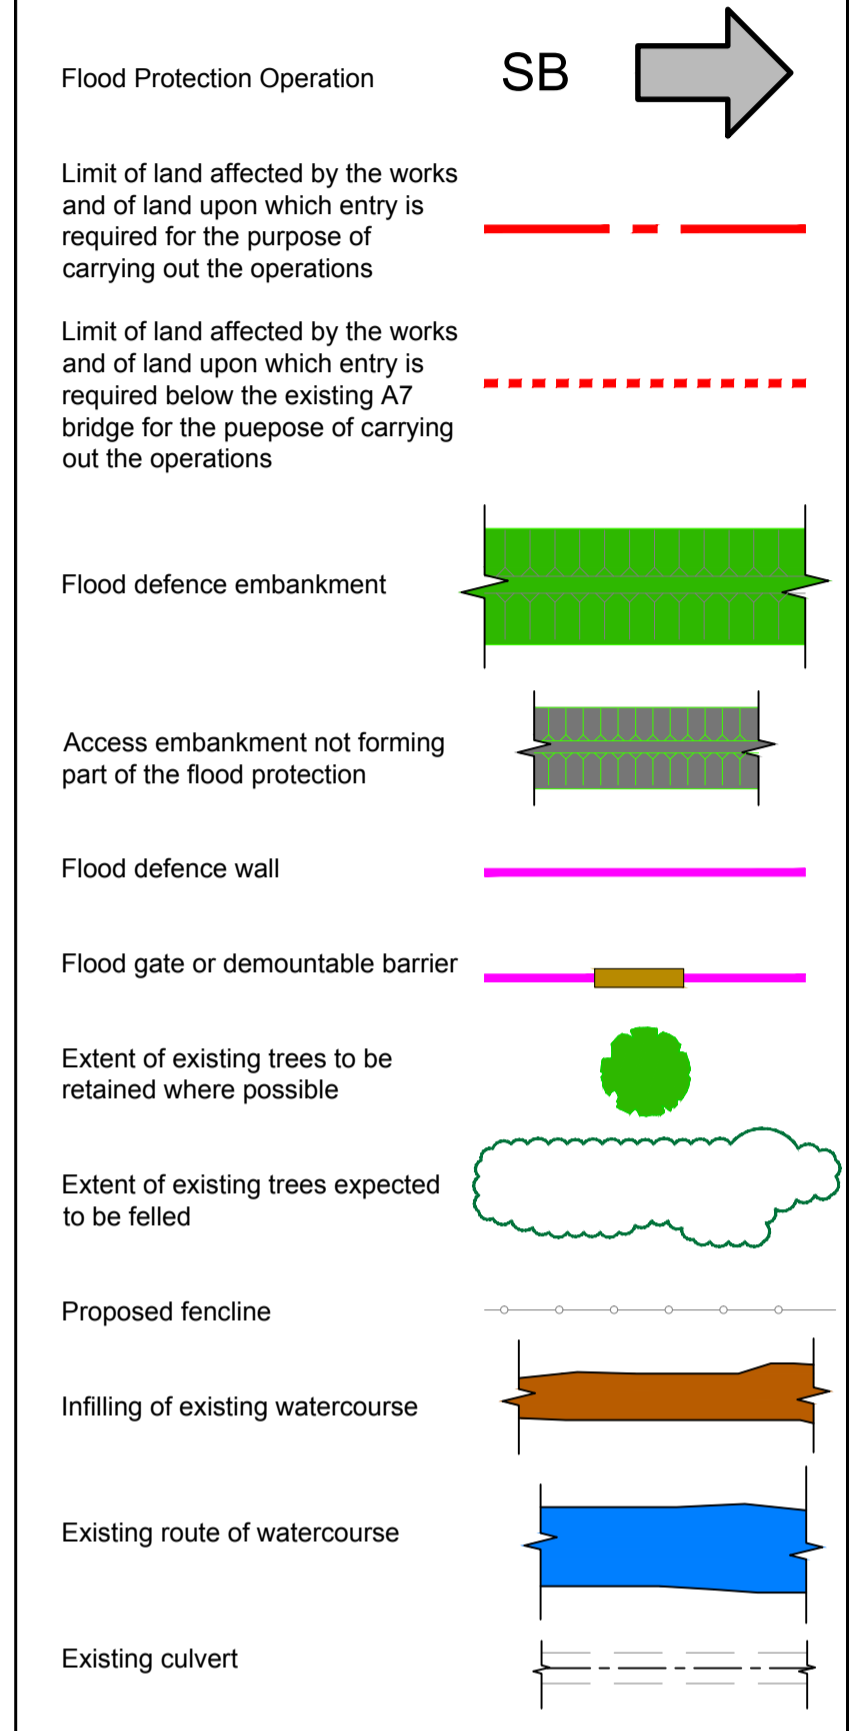 Flood Protection Operation
SB
Limit of land affected by the works
and of land upon which entry is
required for the purpose of
carrying out the operations
Limit of land affected by the works
and of land upon which entry is
required below the existing A7
bridge for the puepose of carrying
out the operations
Flood defence embankment
Access embankment not forming
part of the flood protection
Flood defence wall
Flood gate or demountable barrier
Extent of existing trees to be
retained where possible
Extent of existing trees expected
to be felled
Proposed fencline
Infilling of existing watercourse
Existing route of watercourse
Existing culvert